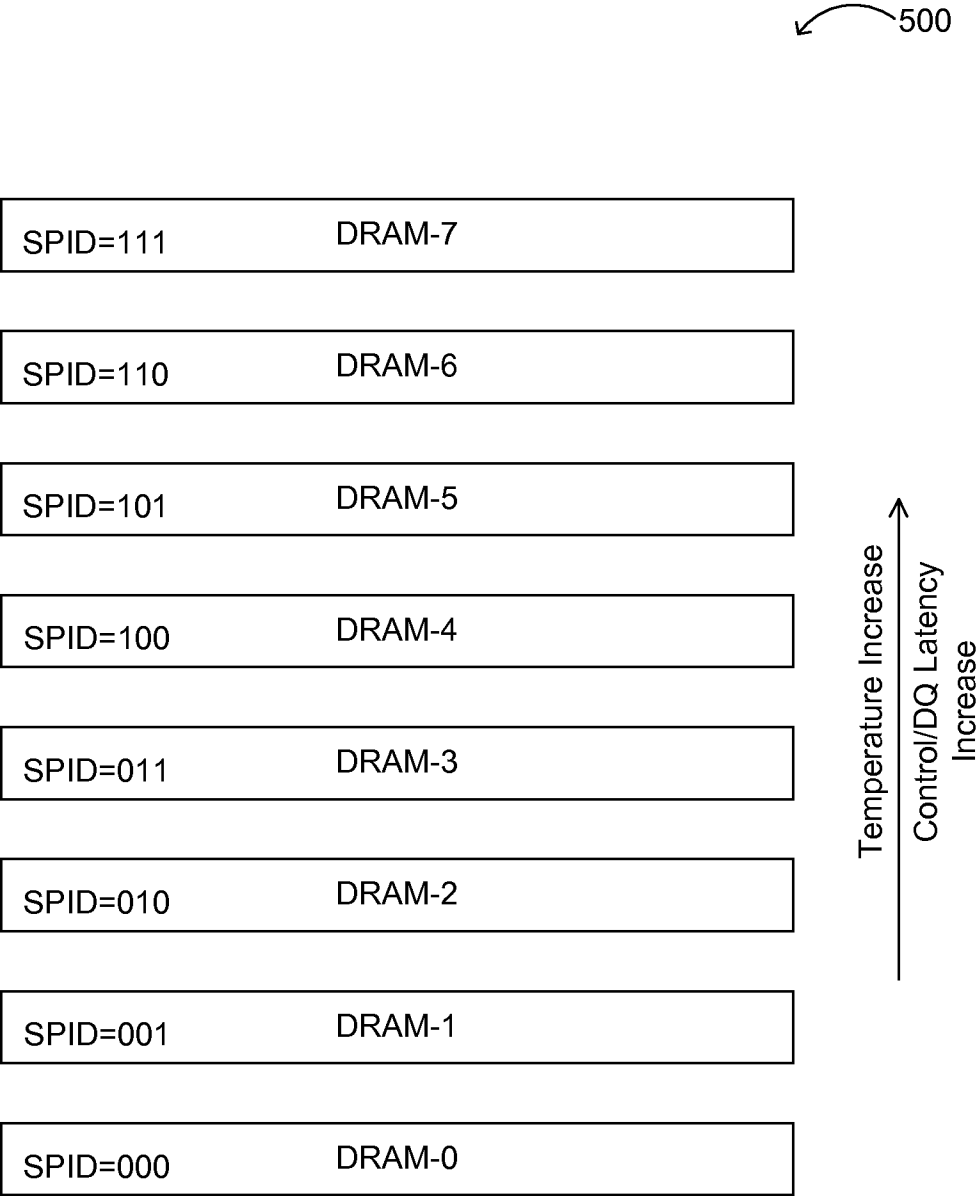 500
SPID=111 DRAM-7
SPID=110 DRAM-6
SPID=101 DRAM-5
SPID=100 DRAM-4
SPID=011 DRAM-3
SPID=010 DRAM-2
SPID=001 DRAM-1
SPID=000 DRAM-0
Temperature Increase
Control/DQ Latency
Increase